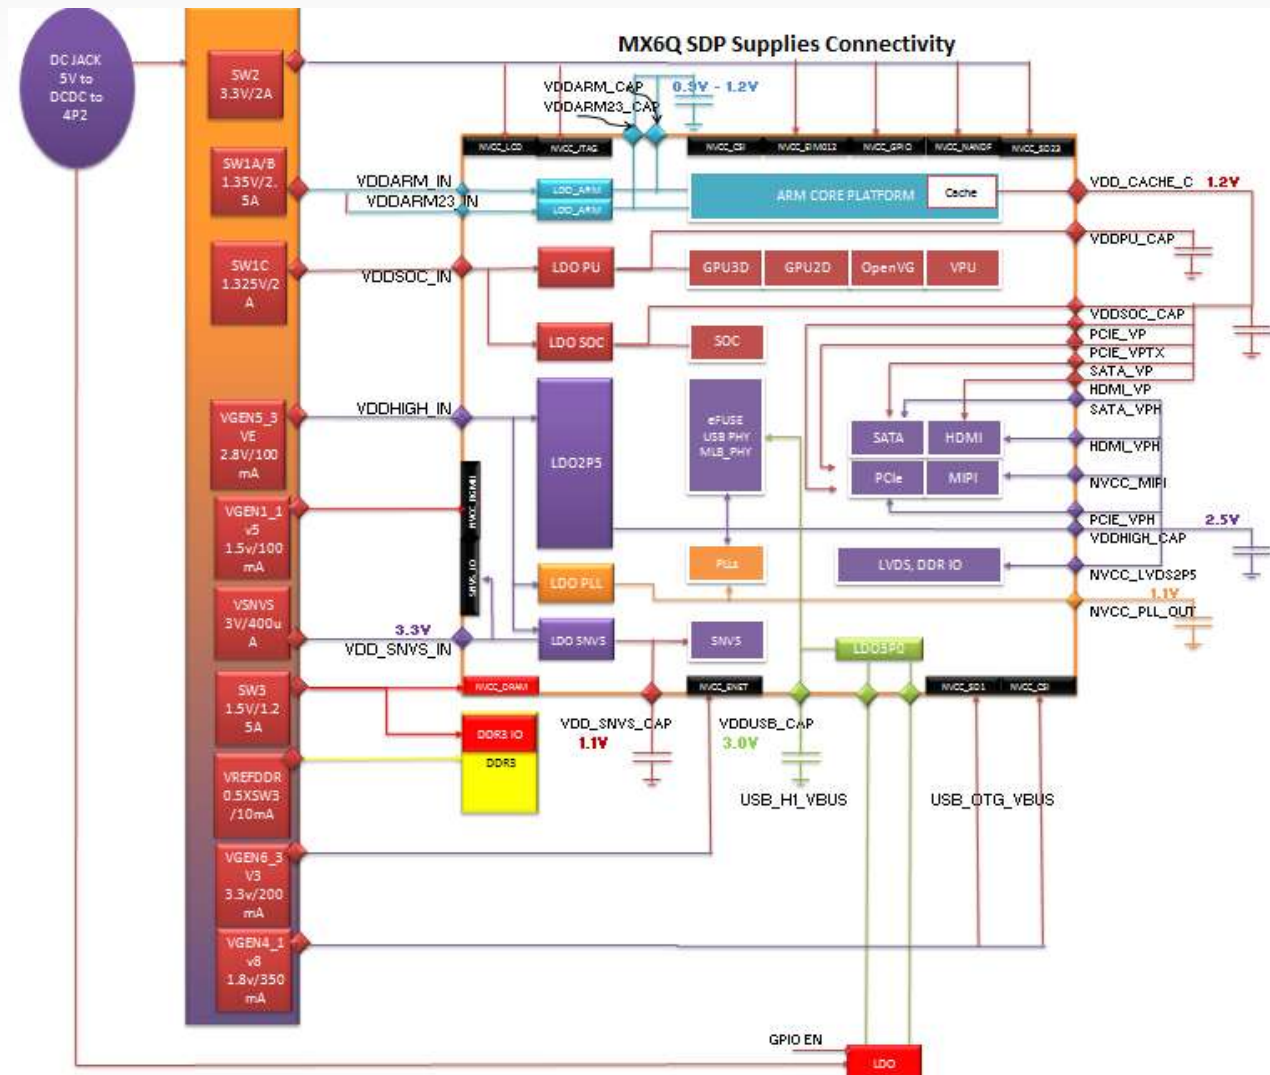 MX6Q SDP Supplies Connectivity
DC JACK
5V to
DCDC to
4P2
SW2
3.3V/2A
SW1A/B
1.35V/2.
5A
SW1C
1.325V/2
A
VGEN5_3
VE
2.8V/100
mA
VGEN1_1
v5
1.5v/100
mA
VSNVS
3V/400u
A
SW3
1.5V/1.2
5A
VREFDDR
0.5XSW3
/10mA
VGEN6_3
V3
3.3v/200
mA
VGEN4_1
v8
1.8v/350
mA
VDDARM_CAP
VDDARM23_CAP
0.9V - 1.2V
NVCC_LCD
NVCC_JTAG
NVCC_CSI
NVCC_EIM012
NVCC_GPIO
NVCC_NANDF
NVCC_SD23
VDDARM_IN
VDDARM23_IN
LDO_ARM
LDO_ARM
ARM CORE PLATFORM
Cache
VDD_CACHE_C
1.2V
VDDPU_CAP
VDDSOC_IN
LDO PU
GPU3D
GPU2D
OpenVG
VPU
LDO SOC
SOC
VDDSOC_CAP
PCIE_VP
PCIE_VPTX
SATA_VP
HDMI_VP
SATA_VPH
HDMI_VPH
NVCC_MIPI
PCIE_VPH
VDDHIGH_CAP
2.5V
NVCC_LVDS2P5
1.1V
NVCC_PLL_OUT
VDDHIGH_IN
LDO2P5
eFUSE
USB PHY
MLB_PHY
SATA
HDMI
PCIe
MIPI
NVCC_RGMII
SNVS_IO
LDO PLL
PLLs
LVDS, DDR IO
3.3V
VDD_SNVS_IN
LDO SNVS
SNVS
LDO3P0
NVCC_DRAM
NVCC_ENET
NVCC_SD1
NVCC_CSI
DDR3 IO
DDR3
VDD_SNVS_CAP
1.1V
VDDUSB_CAP
3.0V
USB_H1_VBUS
USB_OTG_VBUS
GPIO EN
LDO